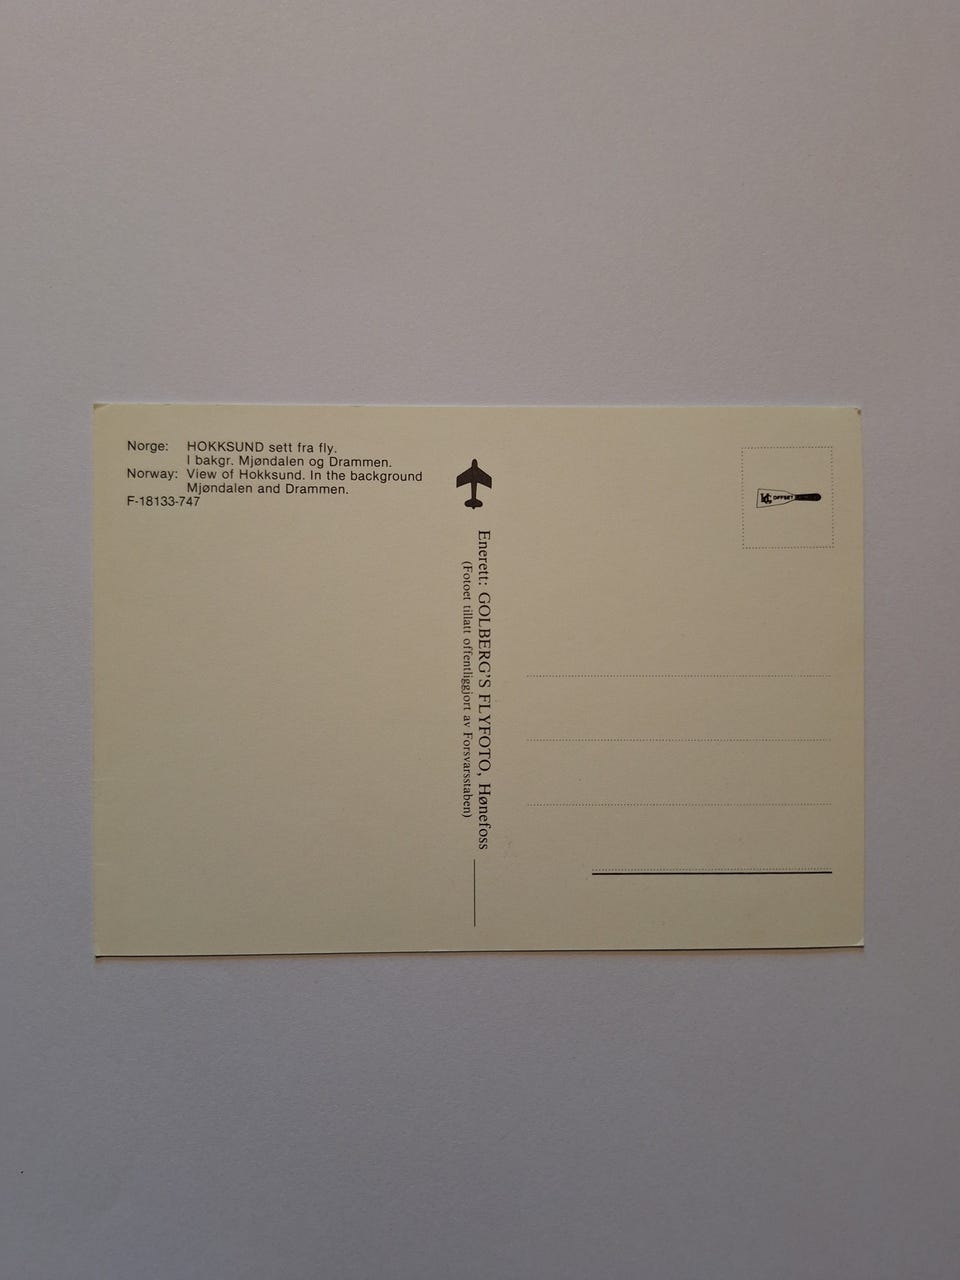 Norge: HOKKSUND sett fra fly.
I bakgr. Mjøndalen og Drammen.
Norway: View of Hokksund. In the background
Mjøndalen and Drammen.
F-18133-747
Enerett: GOLBERG'S FLYFOTO, Hønefoss
(Fotoet tillatt offentliggjort av Forsvarsstaben)
OFFSET